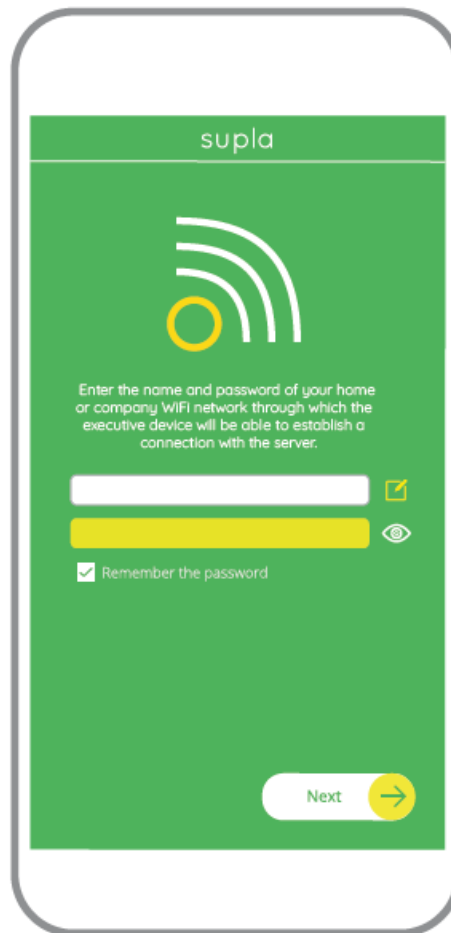 supla
Enter the name and password of your home
or company WiFi network through which the
executive device will be able to establish a
connection with the server.
Remember the password
Next